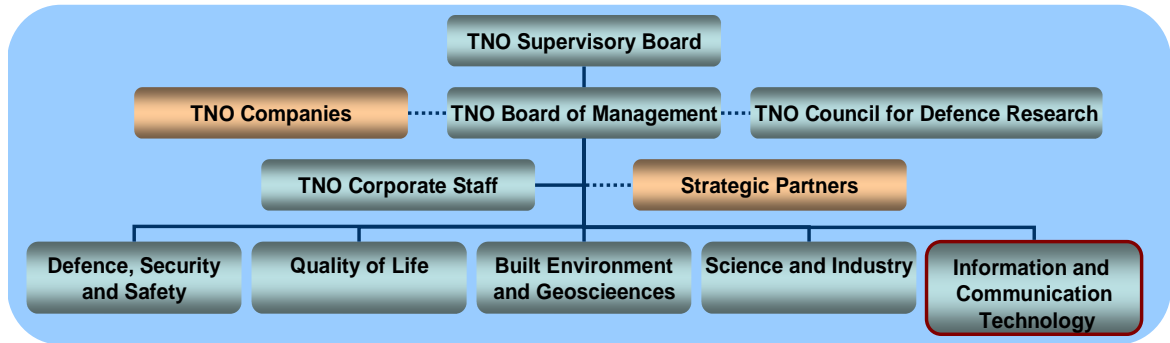 TNO Supervisory Board
TNO Companies
TNO Board of Management
TNO Council for Defence Research
TNO Corporate Staff
Strategic Partners
Defence, Security
and Safety
Quality of Life
Built Environment
and Geoscieences
Science and Industry
Information and
Communication
Technology